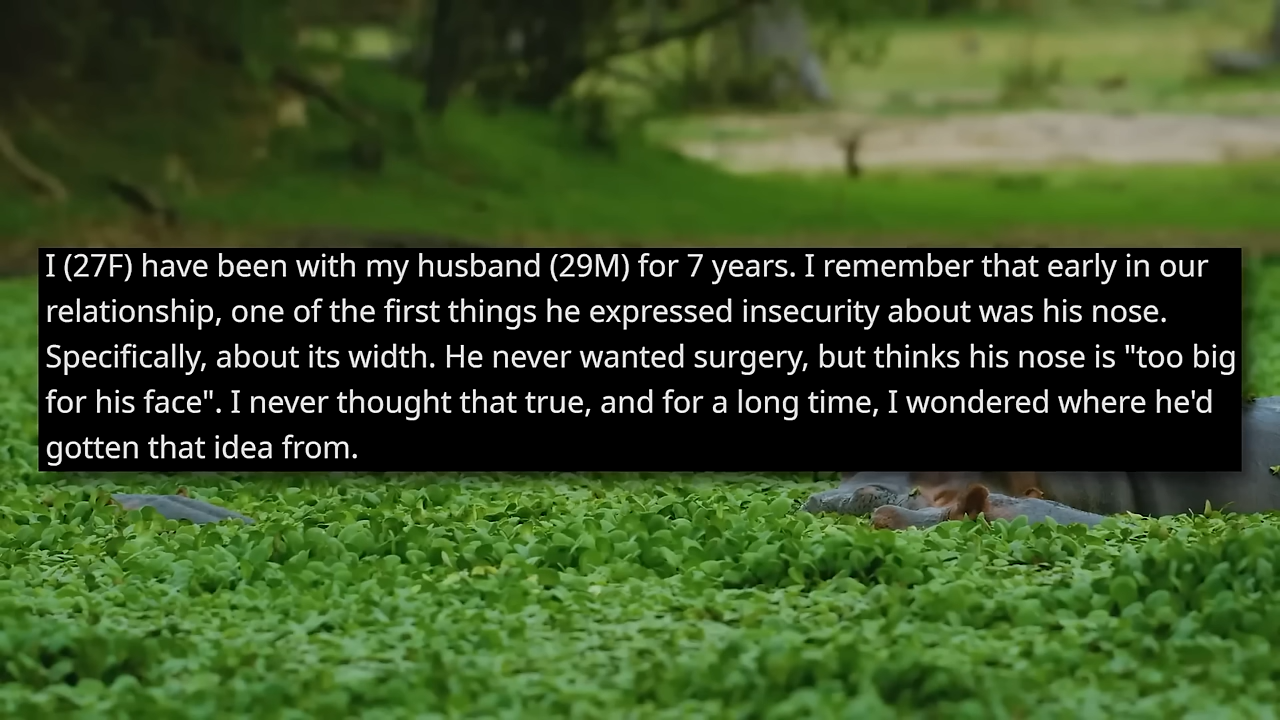 I (27F) have been with my husband (29M) for 7 years. I remember that early in our
relationship, one of the first things he expressed insecurity about was his nose.
Specifically, about its width. He never wanted surgery, but thinks his nose is "too big
for his face". I never thought that true, and for a long time, I wondered where he'd
gotten that idea from.